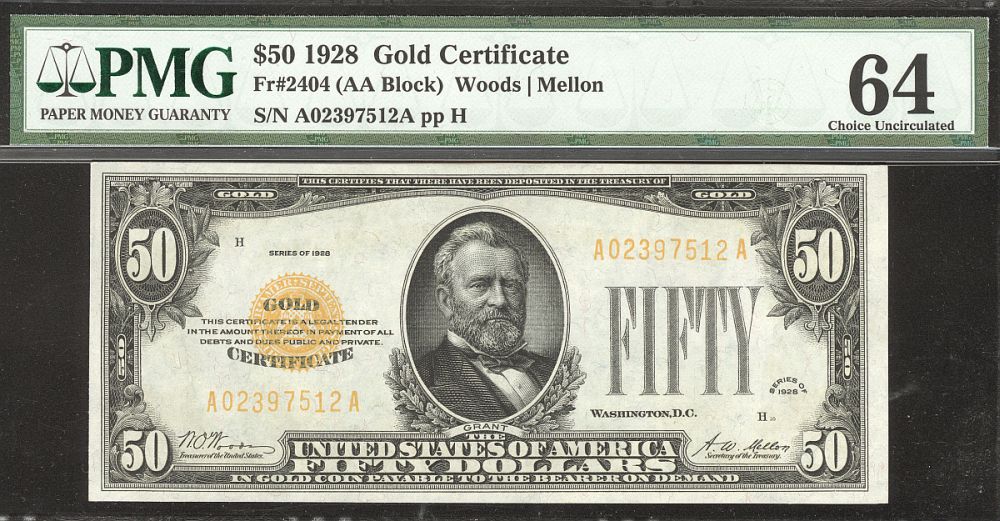 PMG
PAPER MONEY GUARANTY
$50 1928 Gold Certificate
Fr#2404 (AA Block) Woods | Mellon
S/N A02397512A pp H
64
Choice Uncirculated
THIS CERTIFIES THAT THERE HAVE BEEN DEPOSITED IN THE TREASURY OF
GOLD
GOLD
50
50
H
SERIES OF 1928
A02397512A
GOLD
THIS CERTIFICATE IS A LEGAL TENDER
IN THE AMOUNT THEREOF IN PAYMENT OF ALL
DEBTS AND DUES PUBLIC AND PRIVATE.
CERTIFICATE
FIFTY
SERIES OF
1928
A02397512A
WASHINGTON, D.C.
H
GRANT
50
W.O. Woods
Treasurer of the United States.
THE
UNITED STATES OF AMERICA
FIFTY DOLLARS
IN GOLD COIN PAYABLE TO THE BEARER ON DEMAND
A. W. Mellon
Secretary of the Treasury.
50